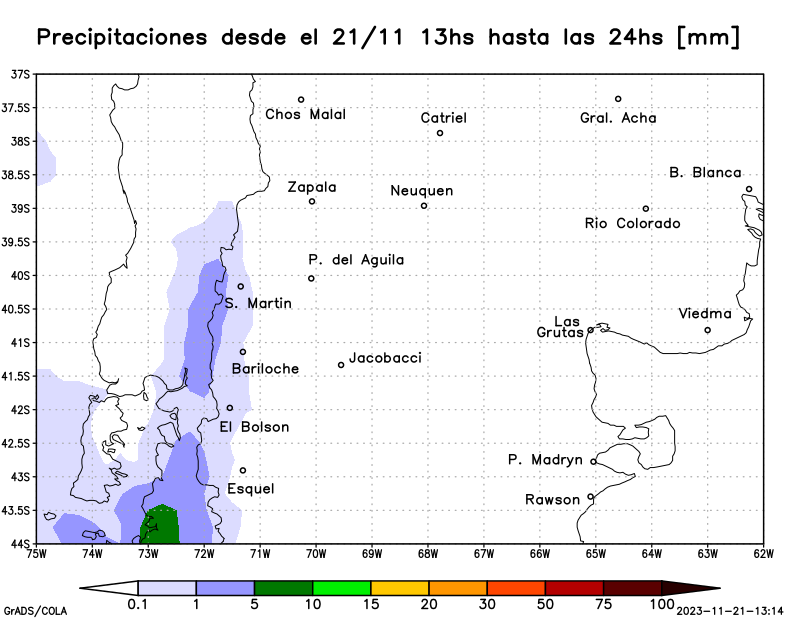 Precipitaciones desde el 21/11 13hs hasta las 24hs [mm]
37S
37.5S
Chos Malal
Catriel
Gral. Acha
38S
38.5S
B. Blanca
Zapala
Neuquen
39S
Rio Colorado
39.5S
P. del Aguila
40S
S. Martin
40.5S
Las
Grutas
Viedma
41S
Jacobacci
Bariloche
41.5S
42S
El Bolson
42.5S
P. Madryn
43S
Esquel
Rawson
43.5S
44S
75W 74W 73W 72W 71W 70W 69W 68W 67W 66W 65W 64W 63W 62W
0.1 1 5 10 15 20 30 50 75 100
GrADS/COLA
2023-11-21-13:14